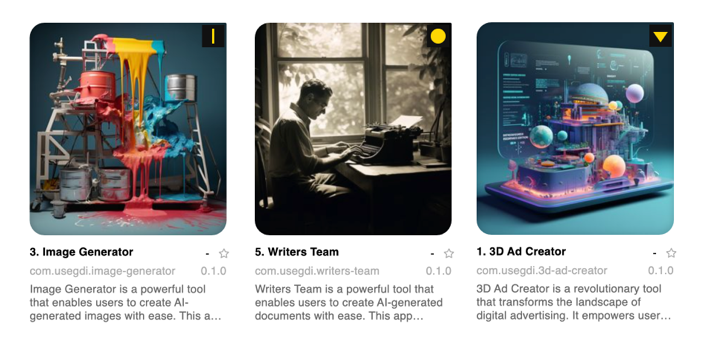 3. Image Generator
-
com.usegdi.image-generator
0.1.0
Image Generator is a powerful tool
that enables users to create AI-
generated images with ease. This a...
5. Writers Team
-
com.usegdi.writers-team
0.1.0
Writers Team is a powerful tool that
enables users to create AI-generated
documents with ease. This app...
1. 3D Ad Creator
-
com.usegdi.3d-ad-creator
0.1.0
3D Ad Creator is a revolutionary tool
that transforms the landscape of
digital advertising. It empowers user...